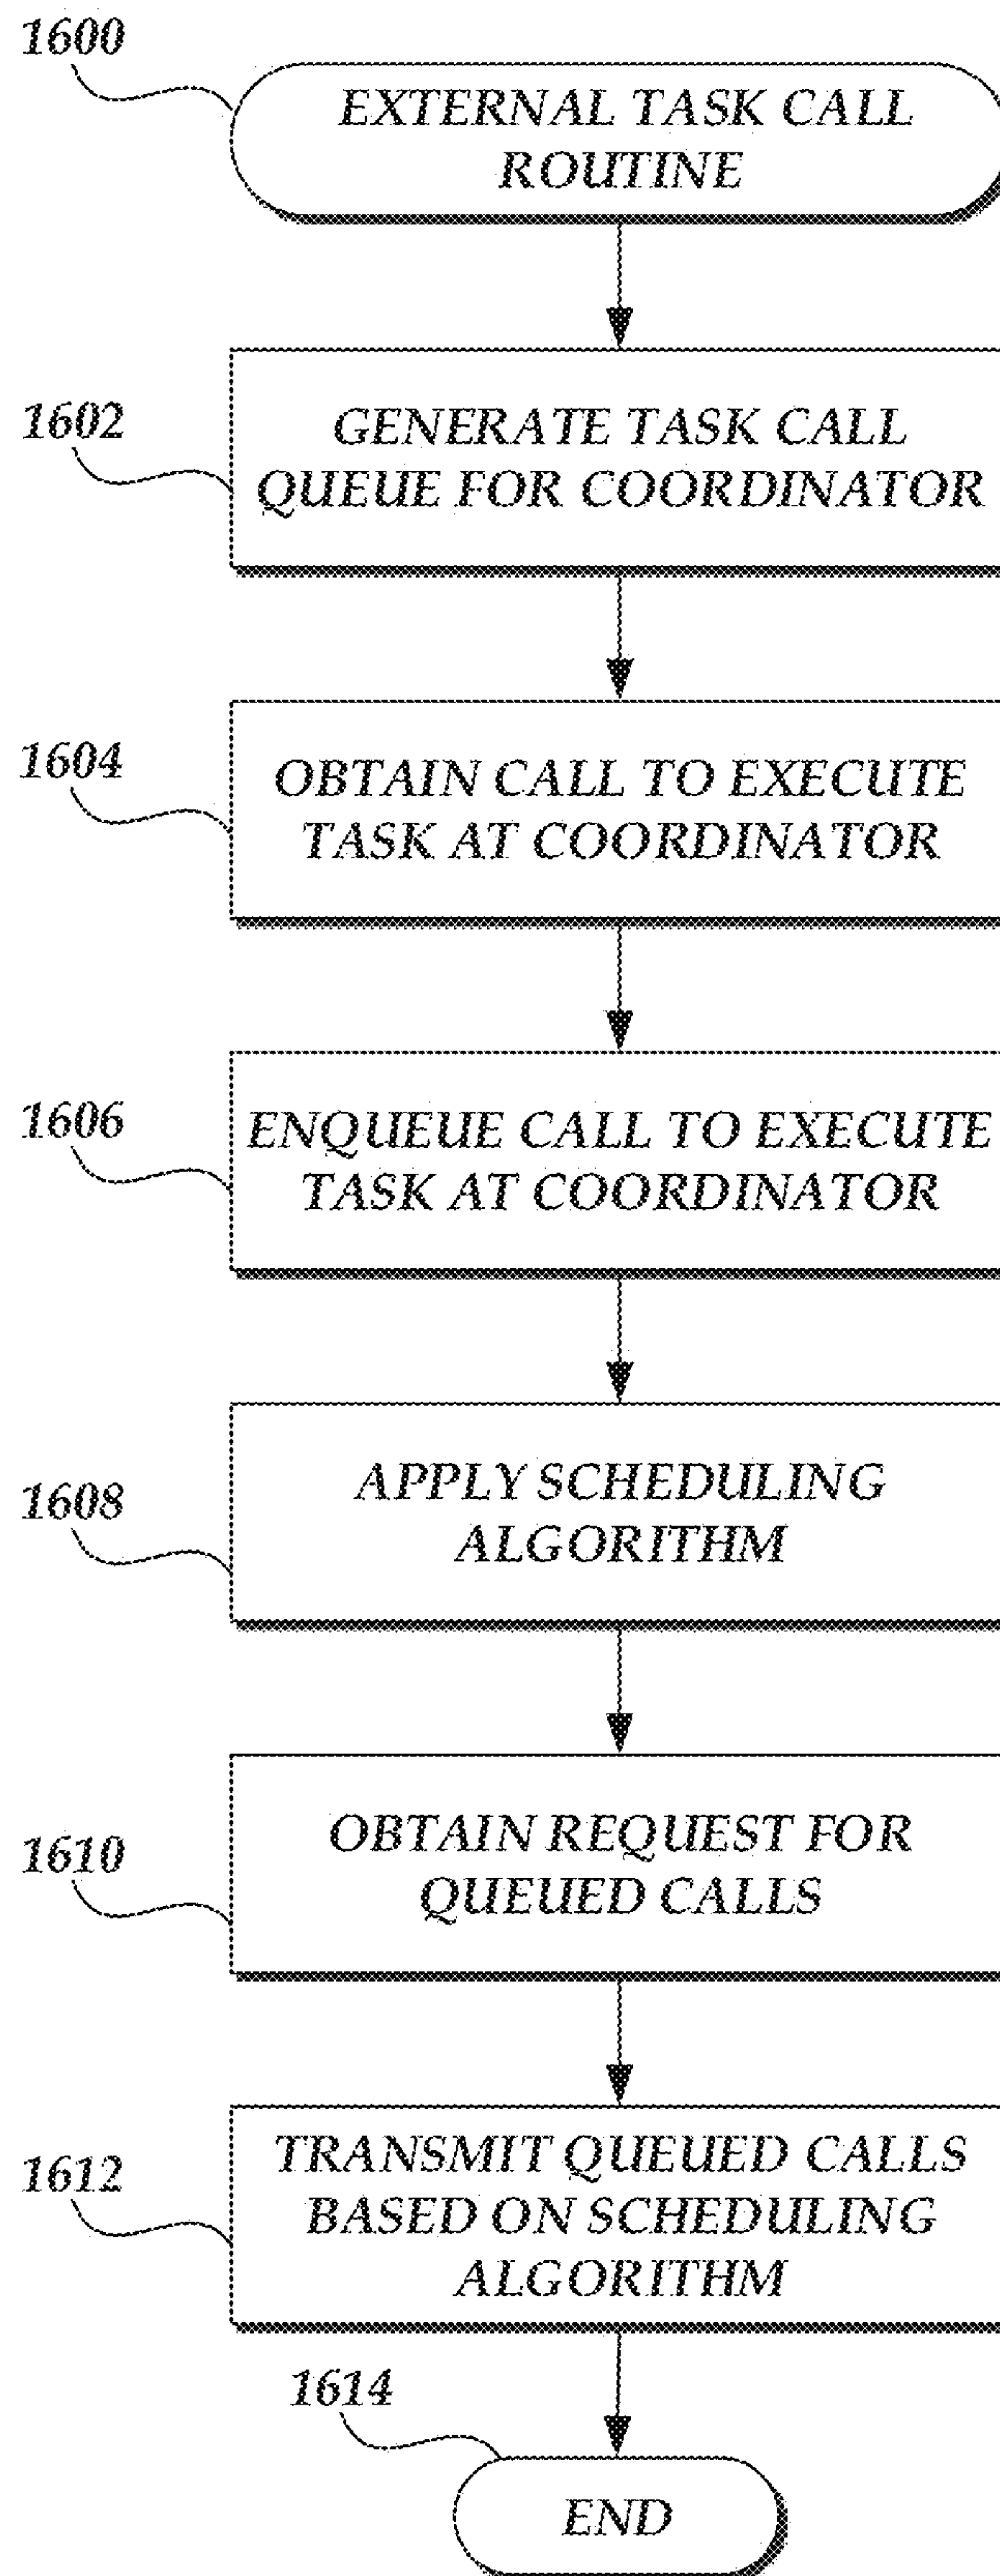 1600
EXTERNAL TASK CALL
ROUTINE
1602
GENERATE TASK CALL
QUEUE FOR COORDINATOR
1604
OBTAIN CALL TO EXECUTE
TASK AT COORDINATOR
1606
ENQUEUE CALL TO EXECUTE
TASK AT COORDINATOR
1608
APPLY SCHEDULING
ALGORITHM
1610
OBTAIN REQUEST FOR
QUEUED CALLS
1612
TRANSMIT QUEUED CALLS
BASED ON SCHEDULING
ALGORITHM
1614
END